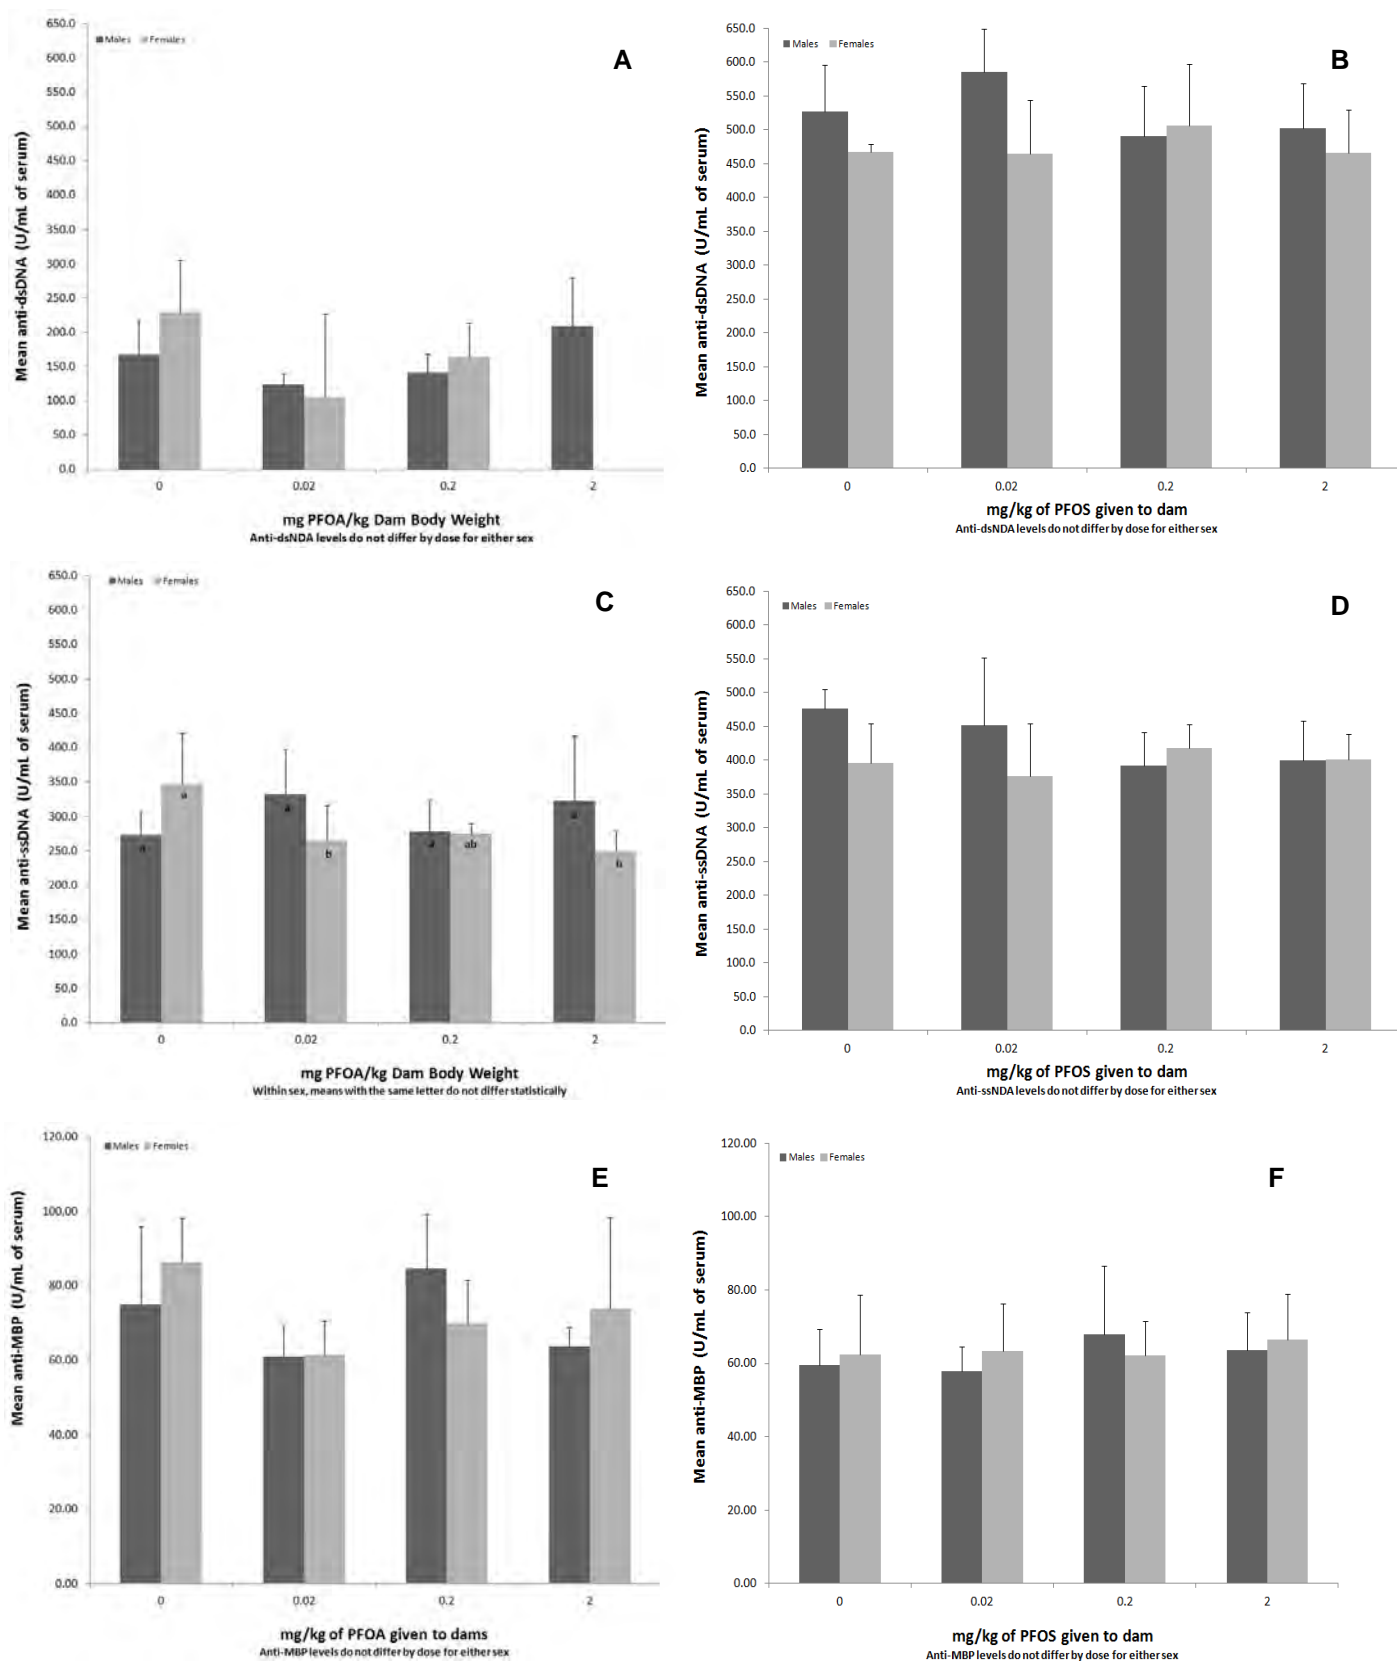 650.0
600.0
550.0
500.0
450.0
400.0
350.0
300.0
250.0
200.0
150.0
100.0
50.0
0.0
Mean anti-dsDNA (U/mL of serum)
Males Females
A
0 0.02 0.2 2
mg PFOA/kg Dam Body Weight
Anti-dsNDA levels do not differ by dose for either sex
650.0
600.0
550.0
500.0
450.0
400.0
350.0
300.0
250.0
200.0
150.0
100.0
50.0
0.0
Mean anti-dsDNA (U/mL of serum)
Males Females
B
0 0.02 0.2 2
mg/kg of PFOS given to dam
Anti-dsNDA levels do not differ by dose for either sex
650.0
600.0
550.0
500.0
450.0
400.0
350.0
300.0
250.0
200.0
150.0
100.0
50.0
0.0
Mean anti-ssDNA (U/mL of serum)
Males Females
C
a a a B a ab a b
0 0.02 0.2 2
mg PFOA/kg Dam Body Weight
Within sex, means with the same letter do not differ statistically
650.0
600.0
550.0
500.0
450.0
400.0
350.0
300.0
250.0
200.0
150.0
100.0
50.0
0.0
Mean anti-ssDNA (U/mL of serum)
Males Females
D
0 0.02 0.2 2
mg/kg of PFOS given to dam
Anti-ssNDA levels do not differ by dose for either sex
120.00
100.00
80.00
60.00
40.00
20.00
0.00
Mean anti-MBP (U/mL of serum)
Males Females
E
0 0.02 0.2 2
mg/kg of PFOA given to dams
Anti-MBP levels do not differ by dose for either sex
120.00
100.00
80.00
60.00
40.00
20.00
0.00
Mean anti-MBP (U/mL of serum)
Males Females
F
0 0.02 0.2 2
mg/kg of PFOS given to dam
Anti-MBP levels do not differ by dose for either sex